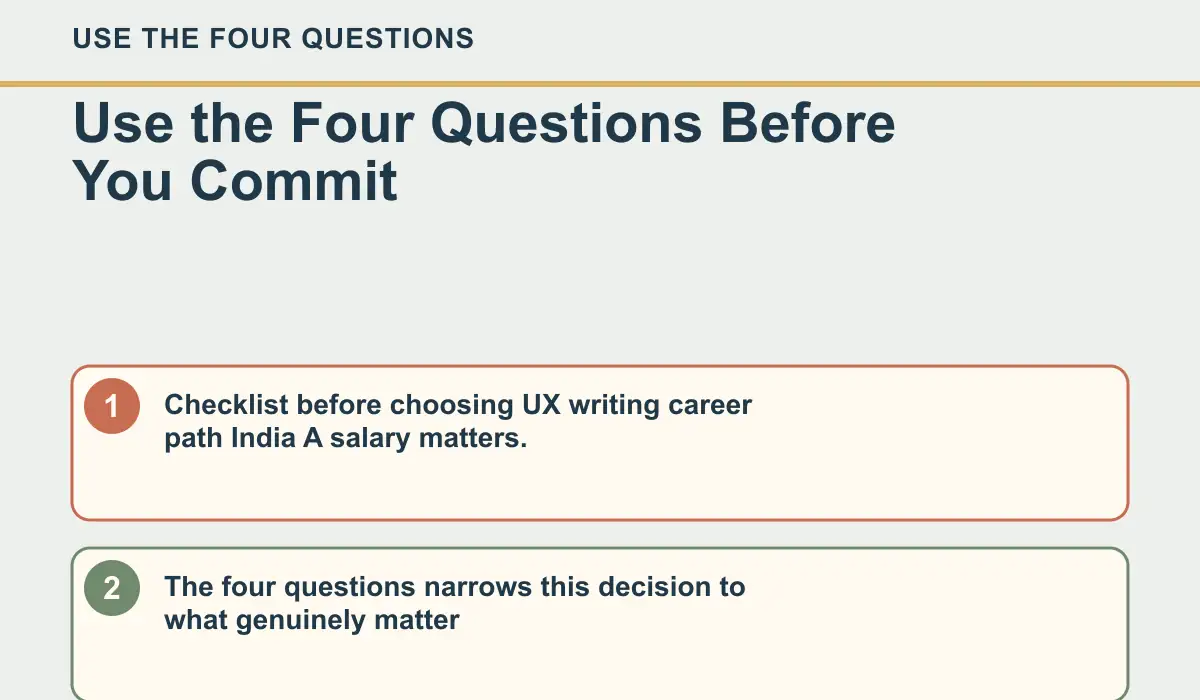 USE THE FOUR QUESTIONS
Use the Four Questions Before
You Commit
1
Checklist before choosing UX writing career
path India A salary matters.
2
The four questions narrows this decision to
what genuinely matter